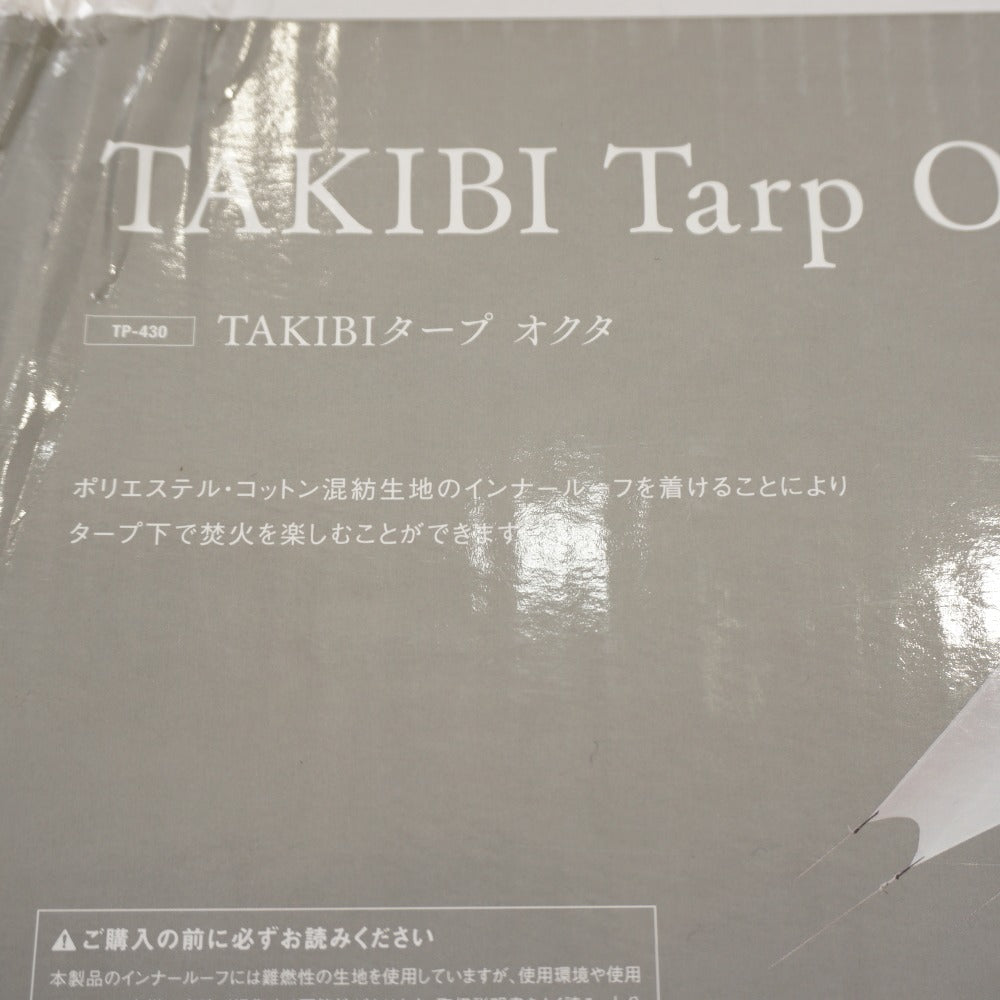 TAKIBI Tarp O
TP-430 TAKIBIタープ オクタ
ポリエステル・コットン混紡生地のインナールーフを着けることにより
タープ下で焚火を楽しむことができます
⚠ご購入の前に必ずお読みください
本製品のインナールーフには難燃性の生地を使用していますが、使用環境や使用